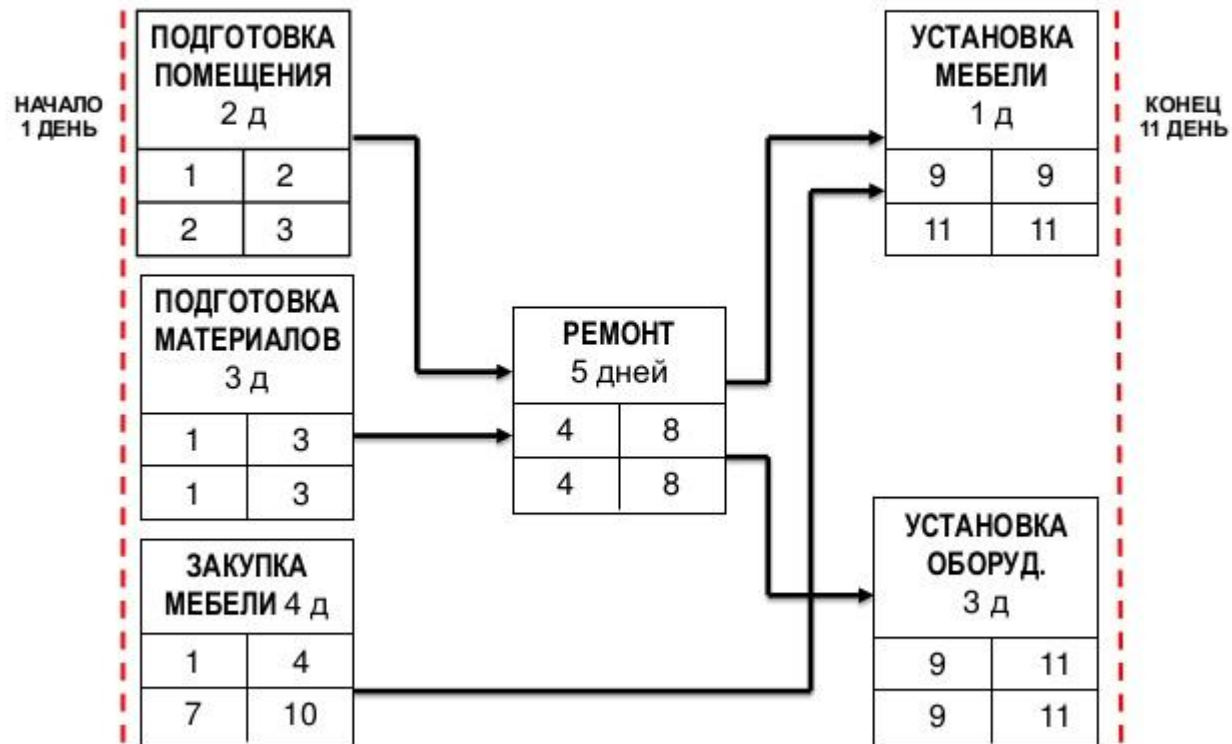 НАЧАЛО
1 ДЕНЬ
ПОДГОТОВКА
ПОМЕЩЕНИЯ
2 д
1 2
2 3
ПОДГОТОВКА
МАТЕРИАЛОВ
3 д
1 3
1 3
ЗАКУПКА
МЕБЕЛИ 4 д
1 4
7 10
РЕМОНТ
5 дней
4 8
4 8
УСТАНОВКА
МЕБЕЛИ
1 д
9 9
11 11
УСТАНОВКА
ОБОРУД.
3 д
9 11
9 11
КОНЕЦ
11 ДЕНЬ